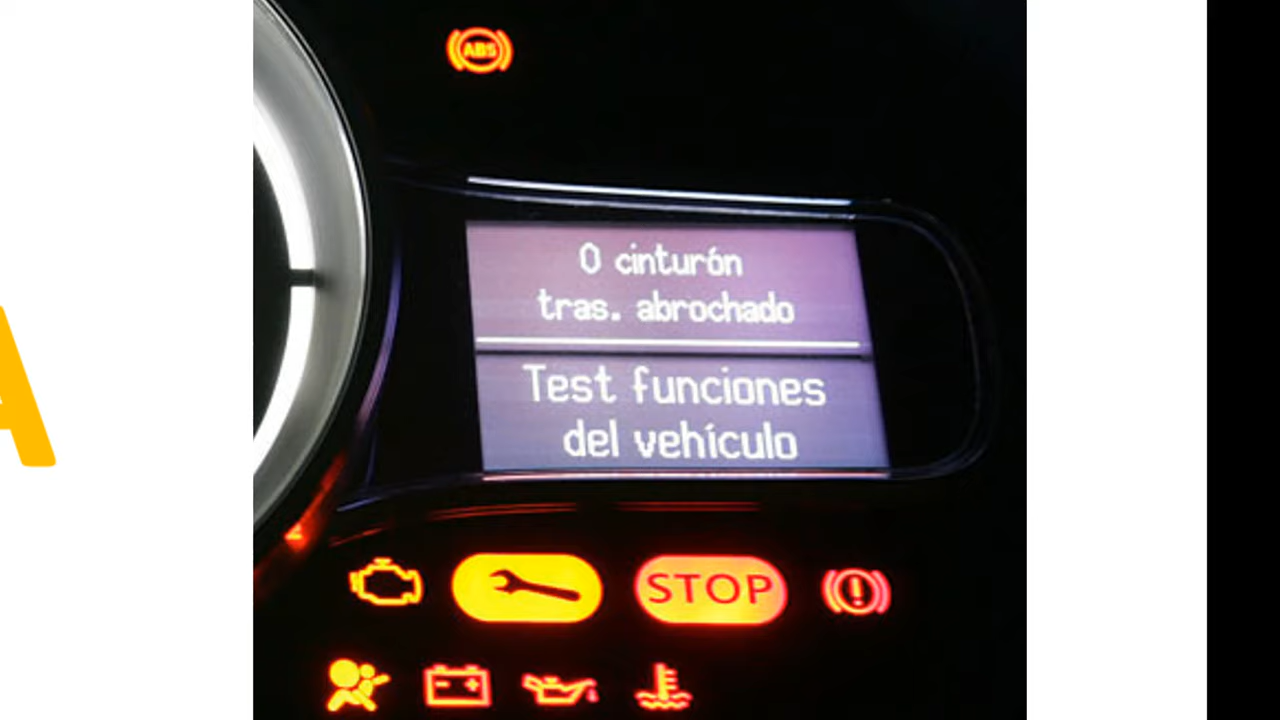 A
ABS
0 cinturón
tras. abrochado
Test funciones
del vehículo
STOP